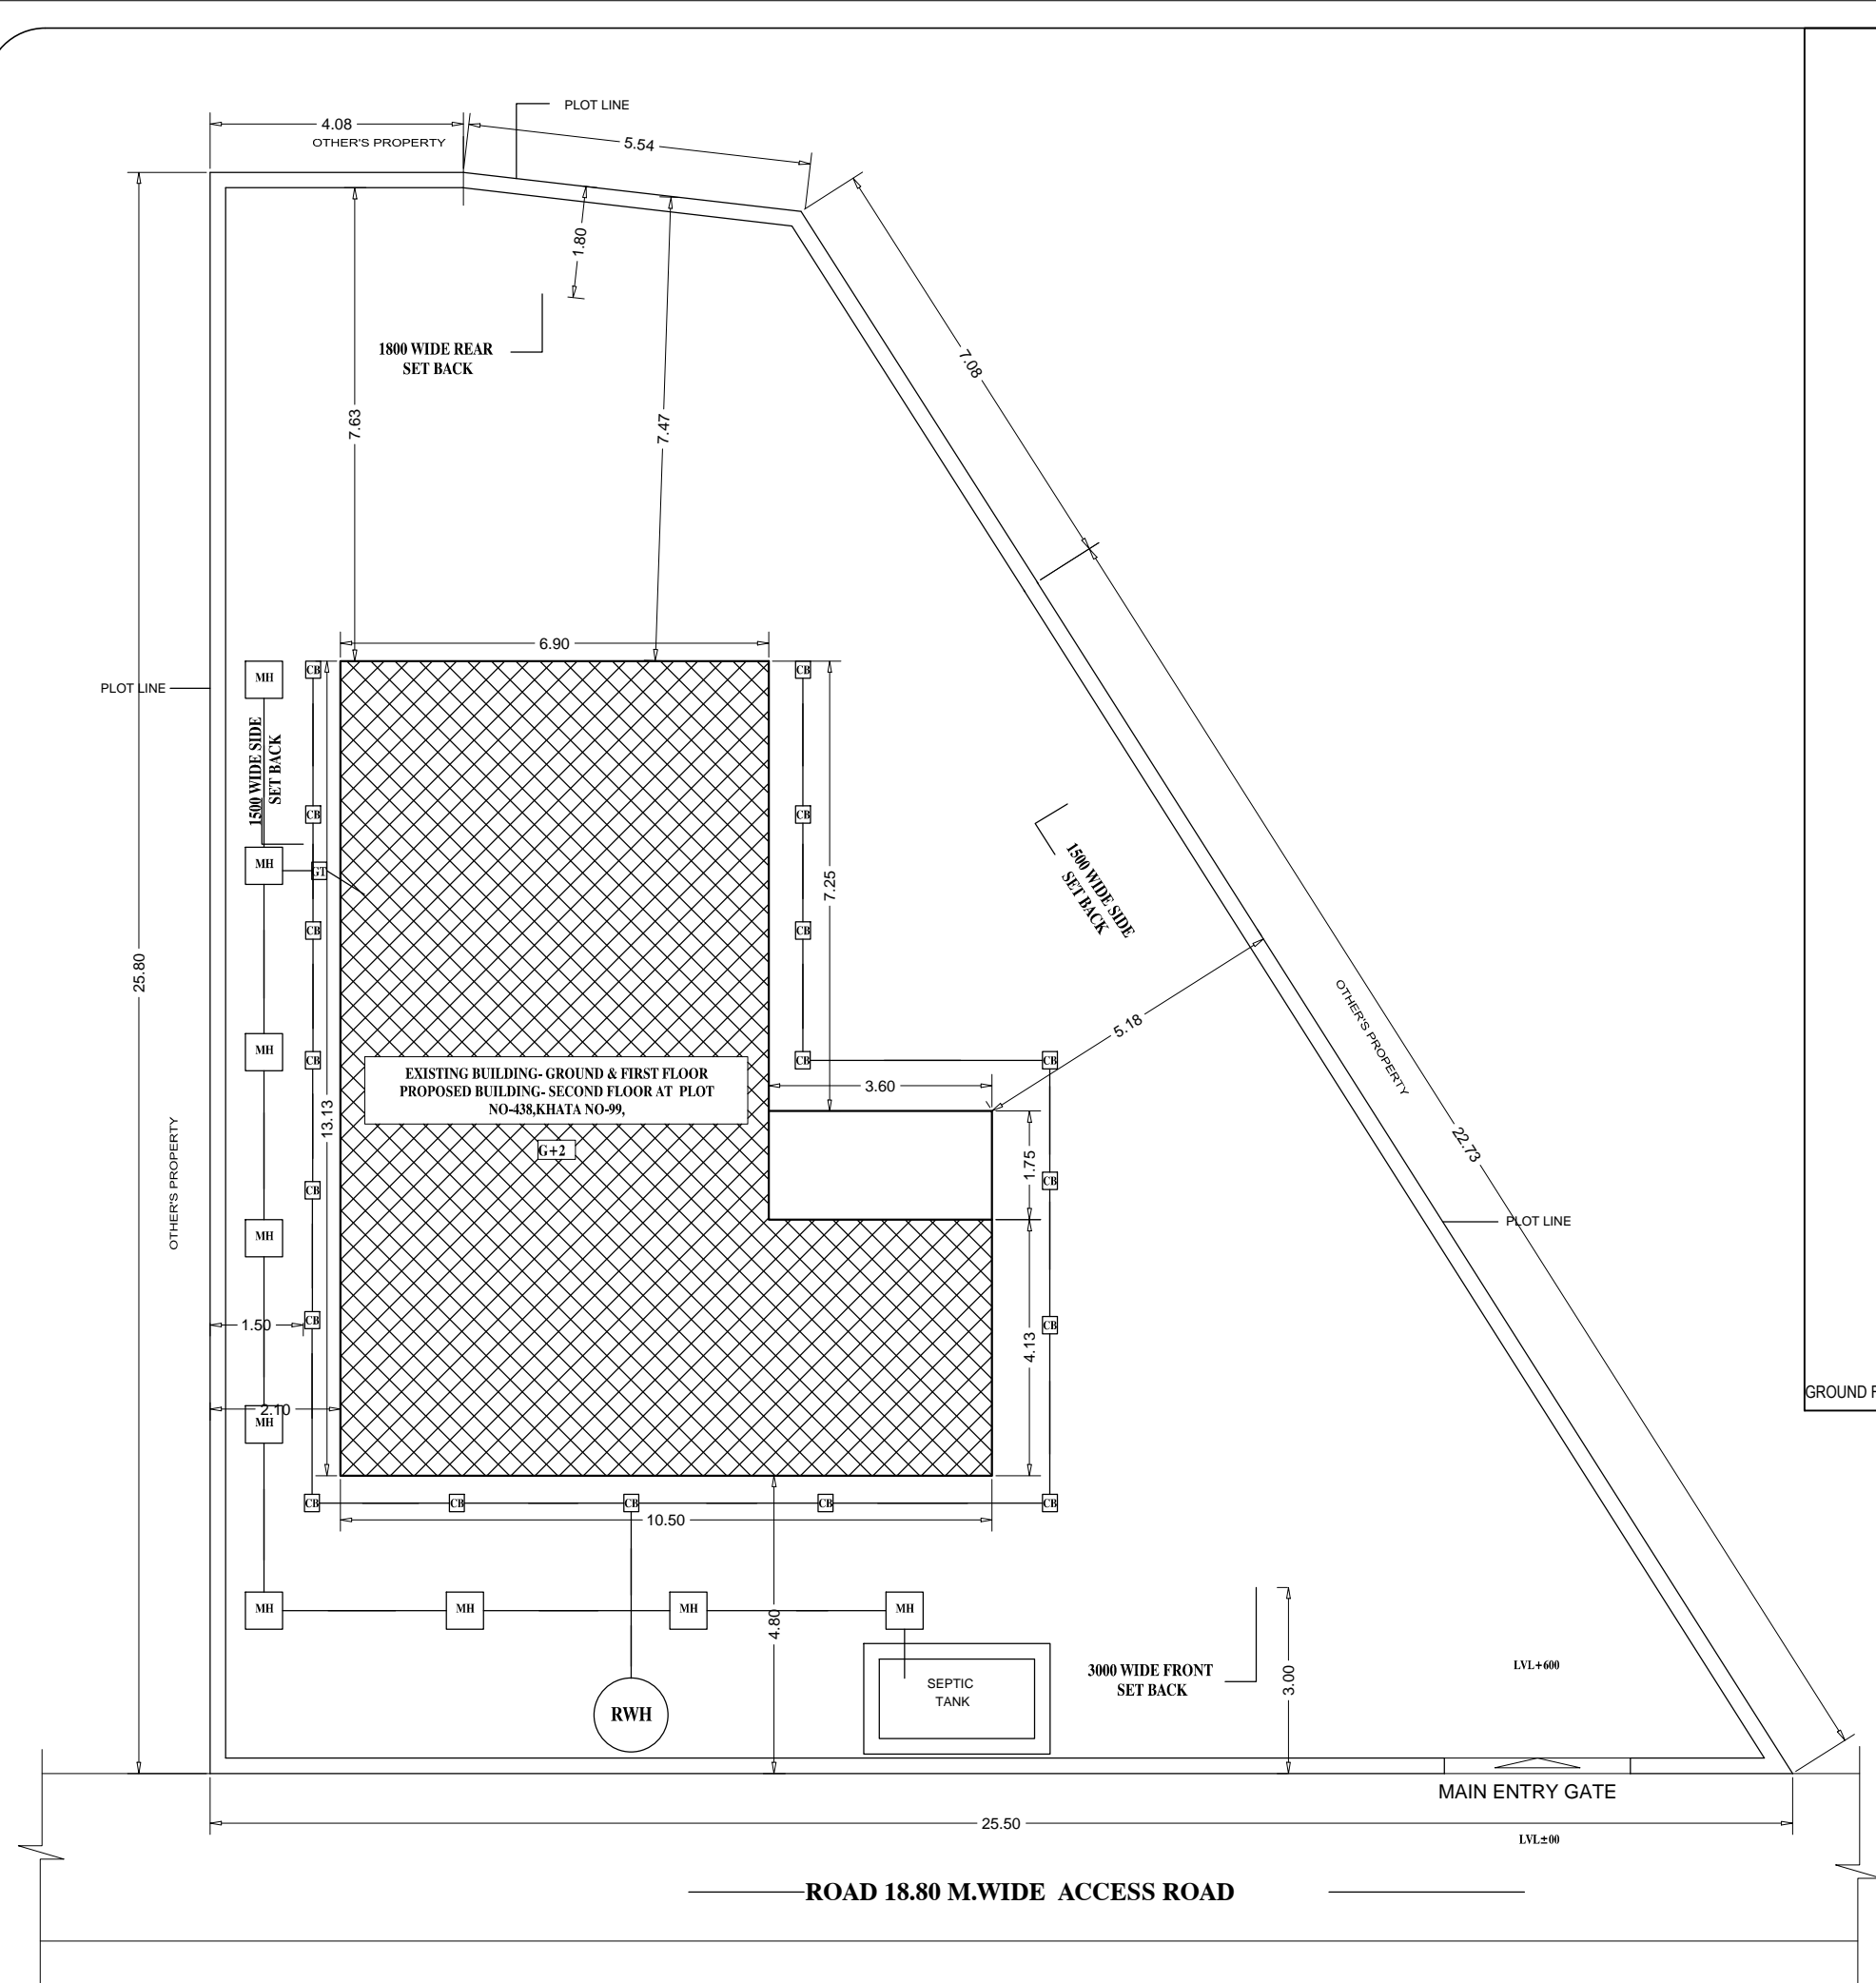 PLOT LINE
4.08
OTHER'S PROPERTY
5.54
1.80
1800 WIDE REAR
SET BACK
7.08
7.63
7.47
6.90
MH
CB
CB
PLOT LINE
1500 WIDE SIDE
SET BACK
CB
CB
MH
GT
7.25
1500 WIDE SIDE
SET BACK
CB
CB
25.80
5.18
OTHER'S PROPERTY
MH
CB
CB
CB
EXISTING BUILDING- GROUND & FIRST FLOOR
PROPOSED BUILDING- SECOND FLOOR AT PLOT
NO-438,KHATA NO-99,
3.60
13.13
G+2
1.75
22.73
OTHER'S PROPERTY
CB
CB
MH
PLOT LINE
1.50
CB
CB
4.13
GROUND F
2.10
MH
CB
CB
CB
CB
CB
10.50
MH
MH
MH
MH
4.80
3000 WIDE FRONT
SET BACK
3.00
LVL+600
SEPTIC
TANK
RWH
MAIN ENTRY GATE
25.50
LVL±00
ROAD 18.80 M.WIDE ACCESS ROAD